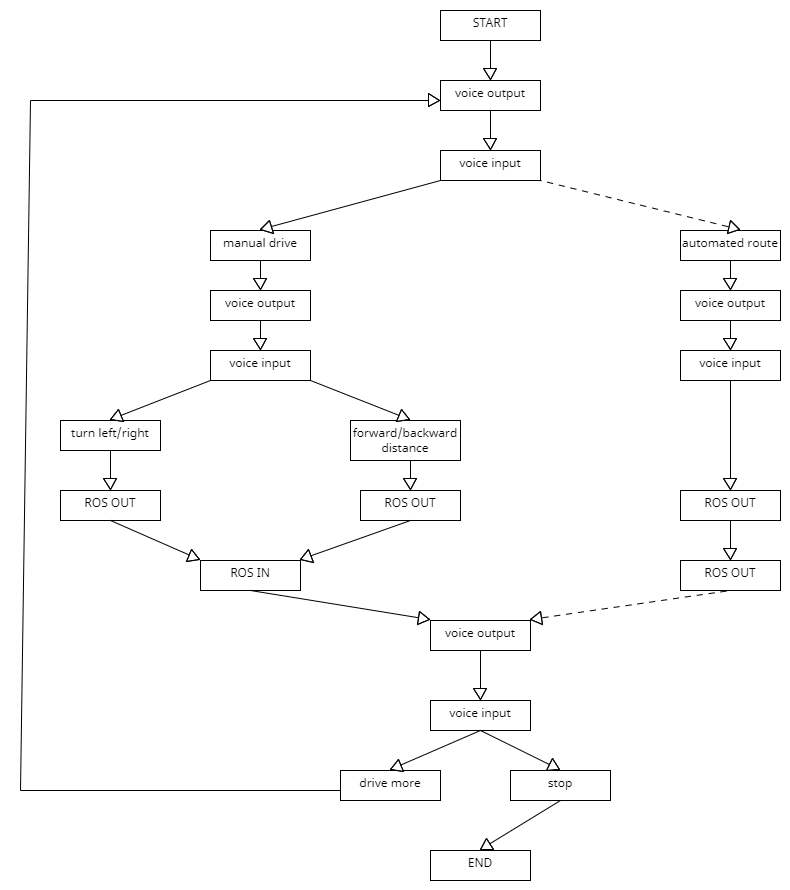 START
voice output
voice input
manual drive
automated route
voice output
voice output
voice input
voice input
turn left/right
forward/backward
distance
ROS OUT
ROS OUT
ROS OUT
ROS IN
ROS OUT
voice output
voice input
drive more
stop
END